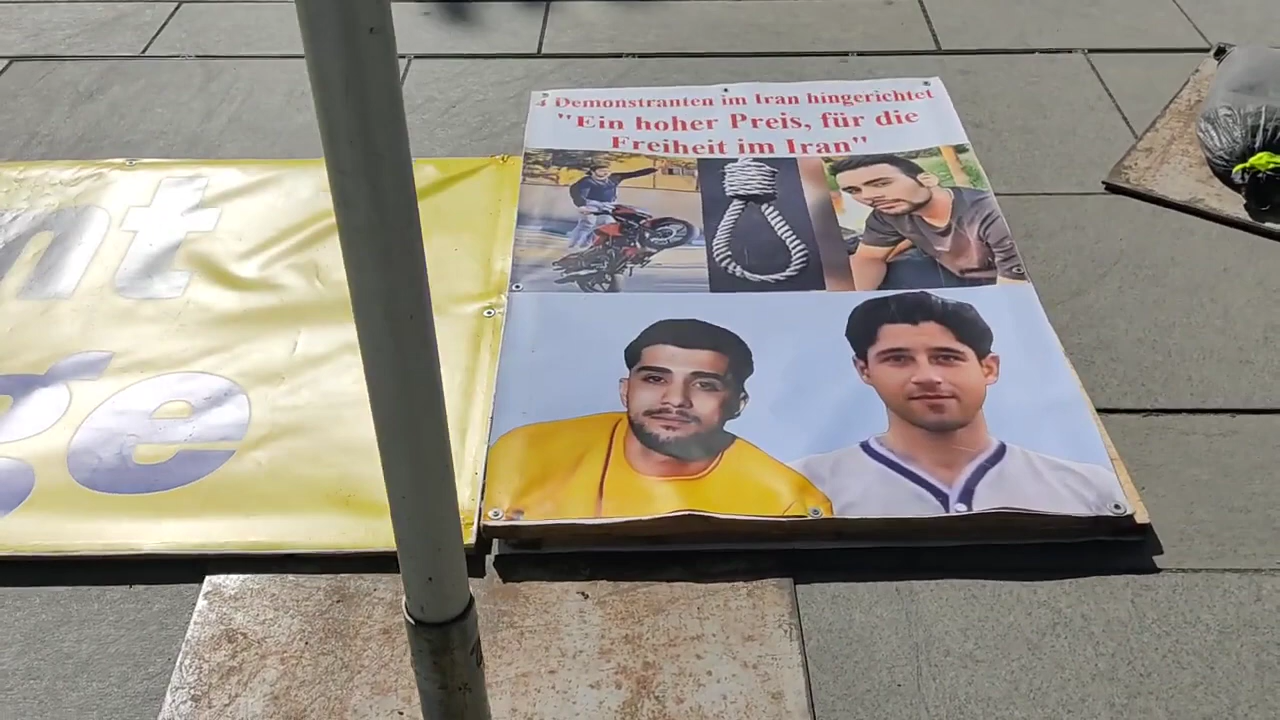 4 Demonstranten im Iran hingerichtet
"Ein hoher Preis, für die
Freiheit im Iran"